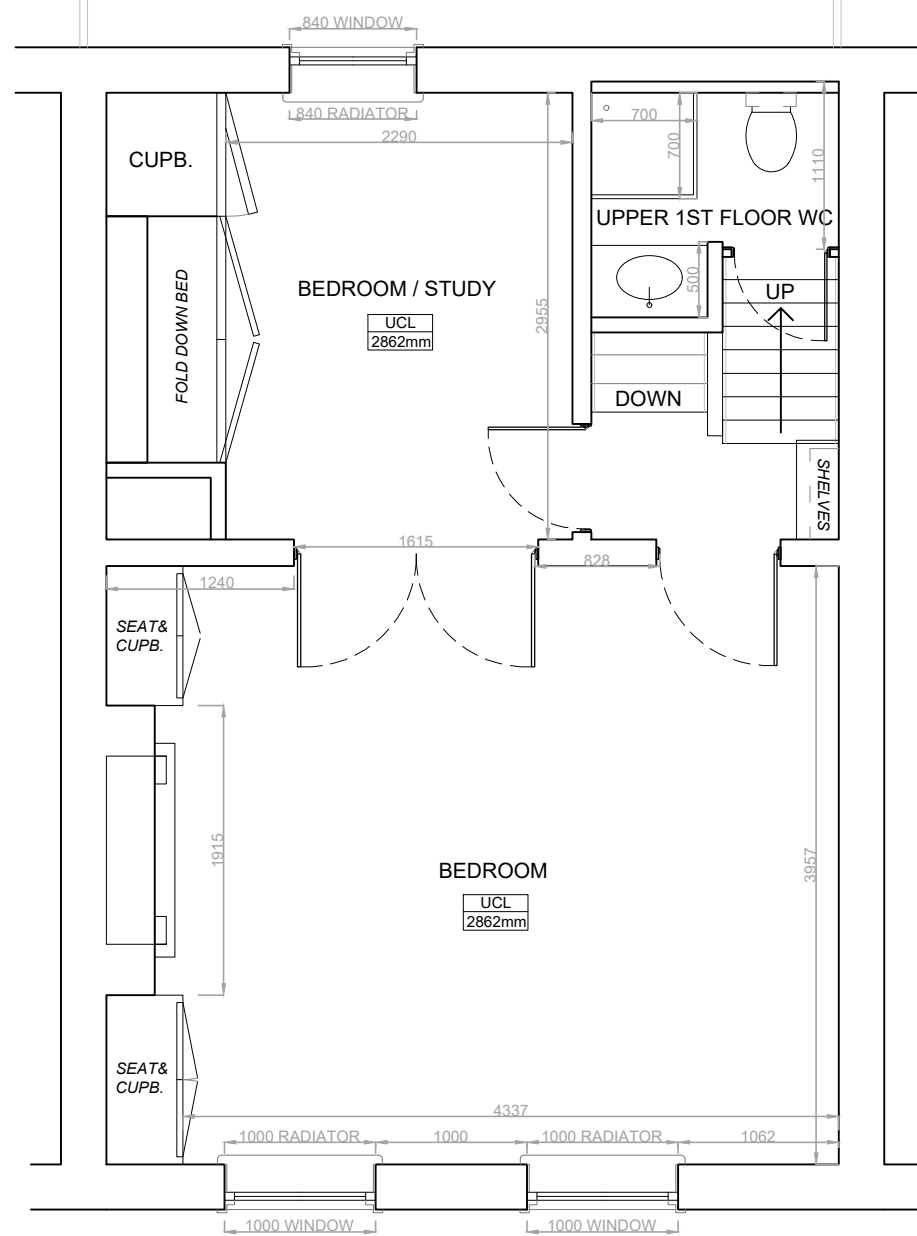 840 WINDOW
840 RADIATOR
2290
700
700
1110
CUPB.
UPPER 1ST FLOOR WC
BEDROOM / STUDY
UCL
2862mm
2955
500
UP
FOLD DOWN BED
DOWN
SHELVES
1615
828
1240
SEAT&
CUPB.
1915
3957
BEDROOM
UCL
2862mm
SEAT&
CUPB.
4337
1000 RADIATOR
1000
1000 RADIATOR
1062
1000 WINDOW
1000 WINDOW